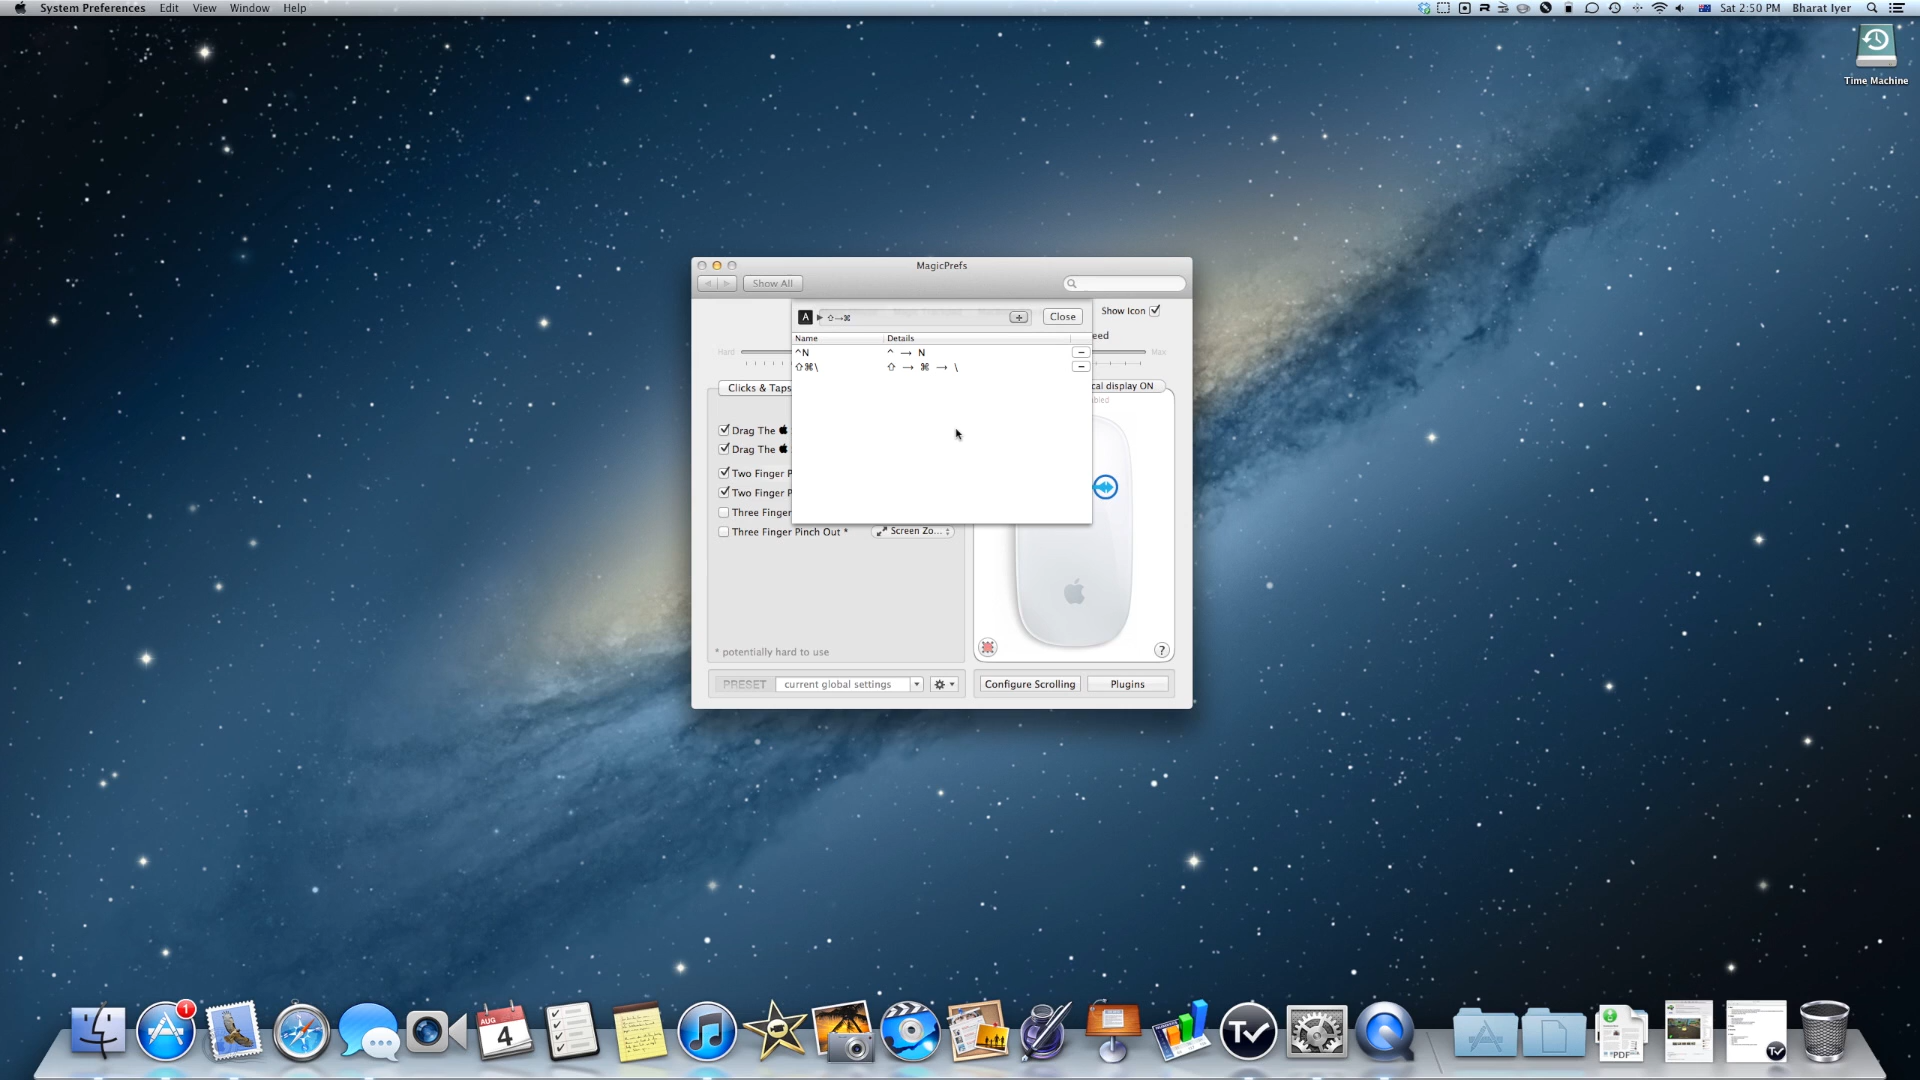 System Preferences Edit View Window Help
Sat 2:50 PM Bharat Iyer
Time Machine
MagicPrefs
Show All
A ⇧→⌘ + Close
Show Icon
Name Details
^N ^ → N
⇧⌘\ ⇧ → ⌘ → \
eed
Hard Max
Clicks & Taps
cal display ON
bled
Drag The 
Drag The 
Two Finger P
Two Finger P
Three Finger
Three Finger Pinch Out * Screen Zo...
* potentially hard to use
?
PRESET current global settings
Configure Scrolling Plugins
1
AUG
4
PDF